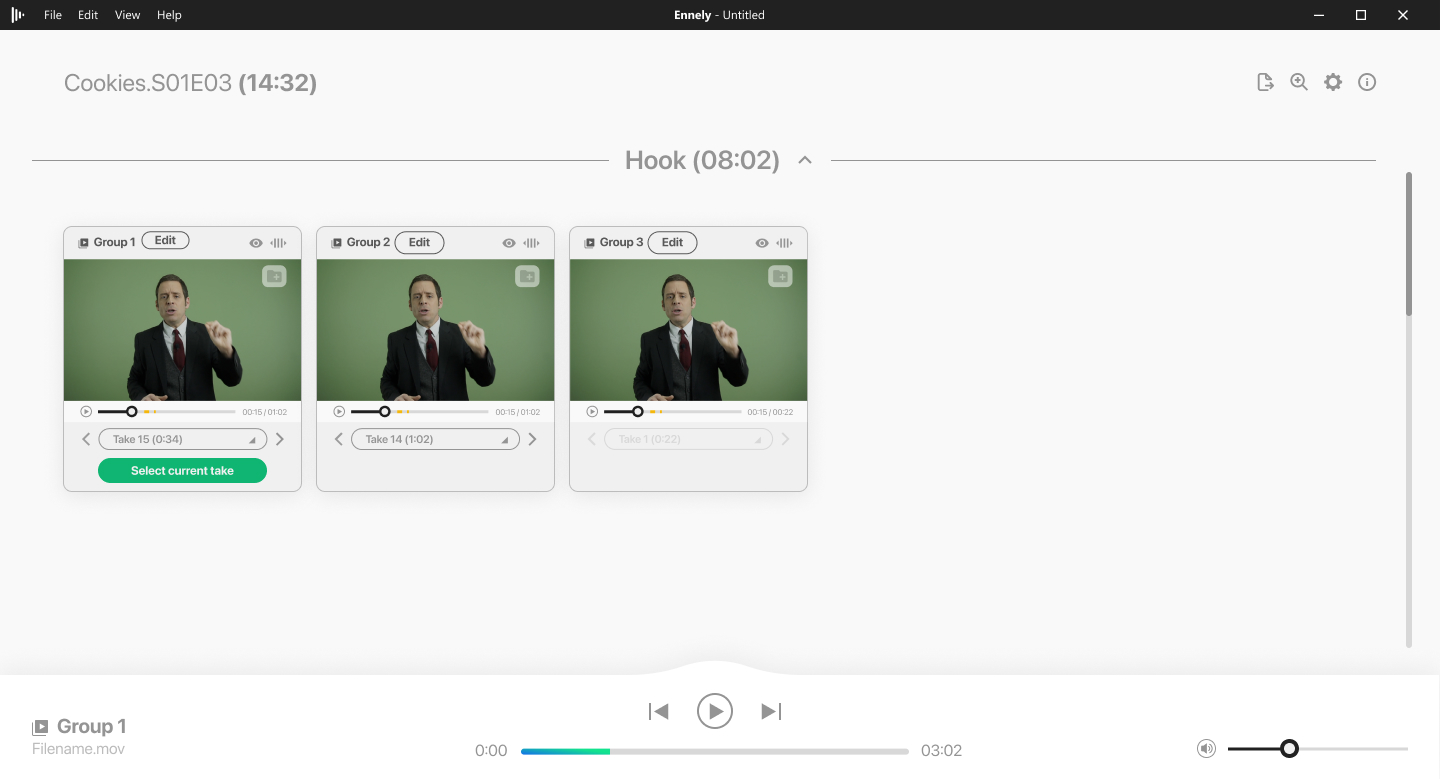 File Edit View Help
Ennely - Untitled
Cookies.S01E03 (14:32)
Hook (08:02)
Group 1 Edit
00:15 / 01:02
Take 15 (0:34)
Select current take
Group 2 Edit
00:15 / 01:02
Take 14 (1:02)
Group 3 Edit
00:15 / 00:22
Take 1 (0:22)
Group 1
Filename.mov
0:00
03:02